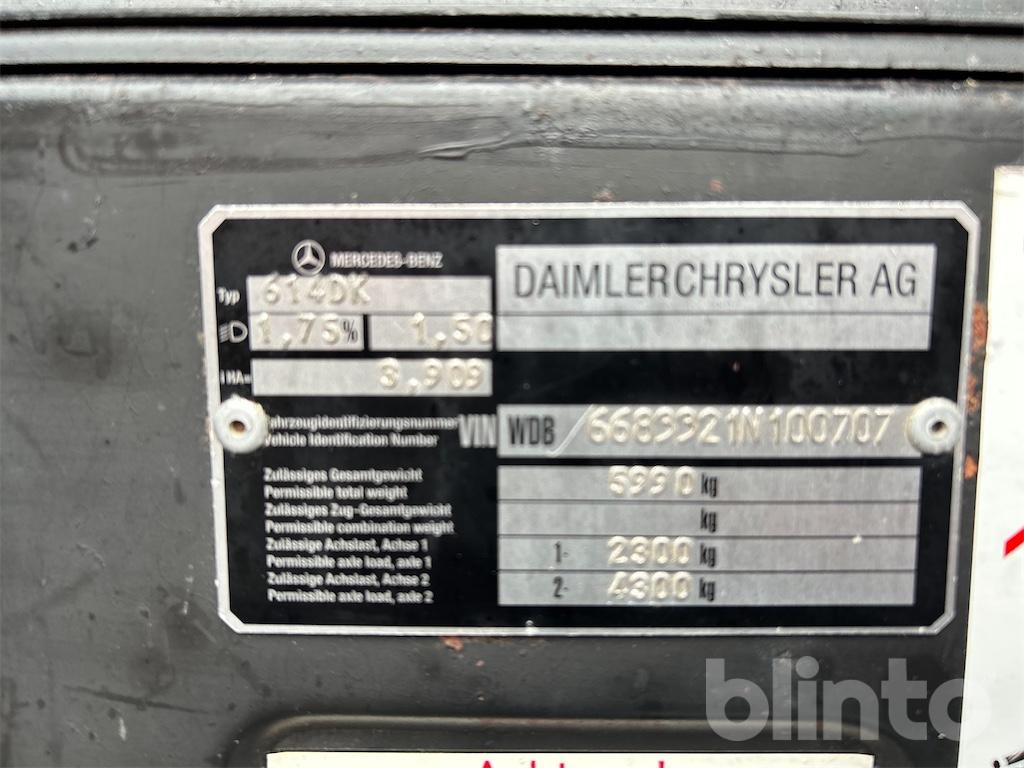 MERCEDES-BENZ
DAIMLERCHRYSLER AG
Typ 614DK
1,75% 1,50
i HA= 3,909
Fahrzeugidentifizierungsnummer
Vehicle Identification Number
VIN WDB 6683321N100707
Zulässiges Gesamtgewicht
Permissible total weight
5990 kg
Zulässiges Zug-Gesamtgewicht
Permissible combination weight
kg
Zulässige Achslast, Achse 1
Permissible axle load, axle 1
1- 2300 kg
Zulässige Achslast, Achse 2
Permissible axle load, axle 2
2- 4300 kg
blinto